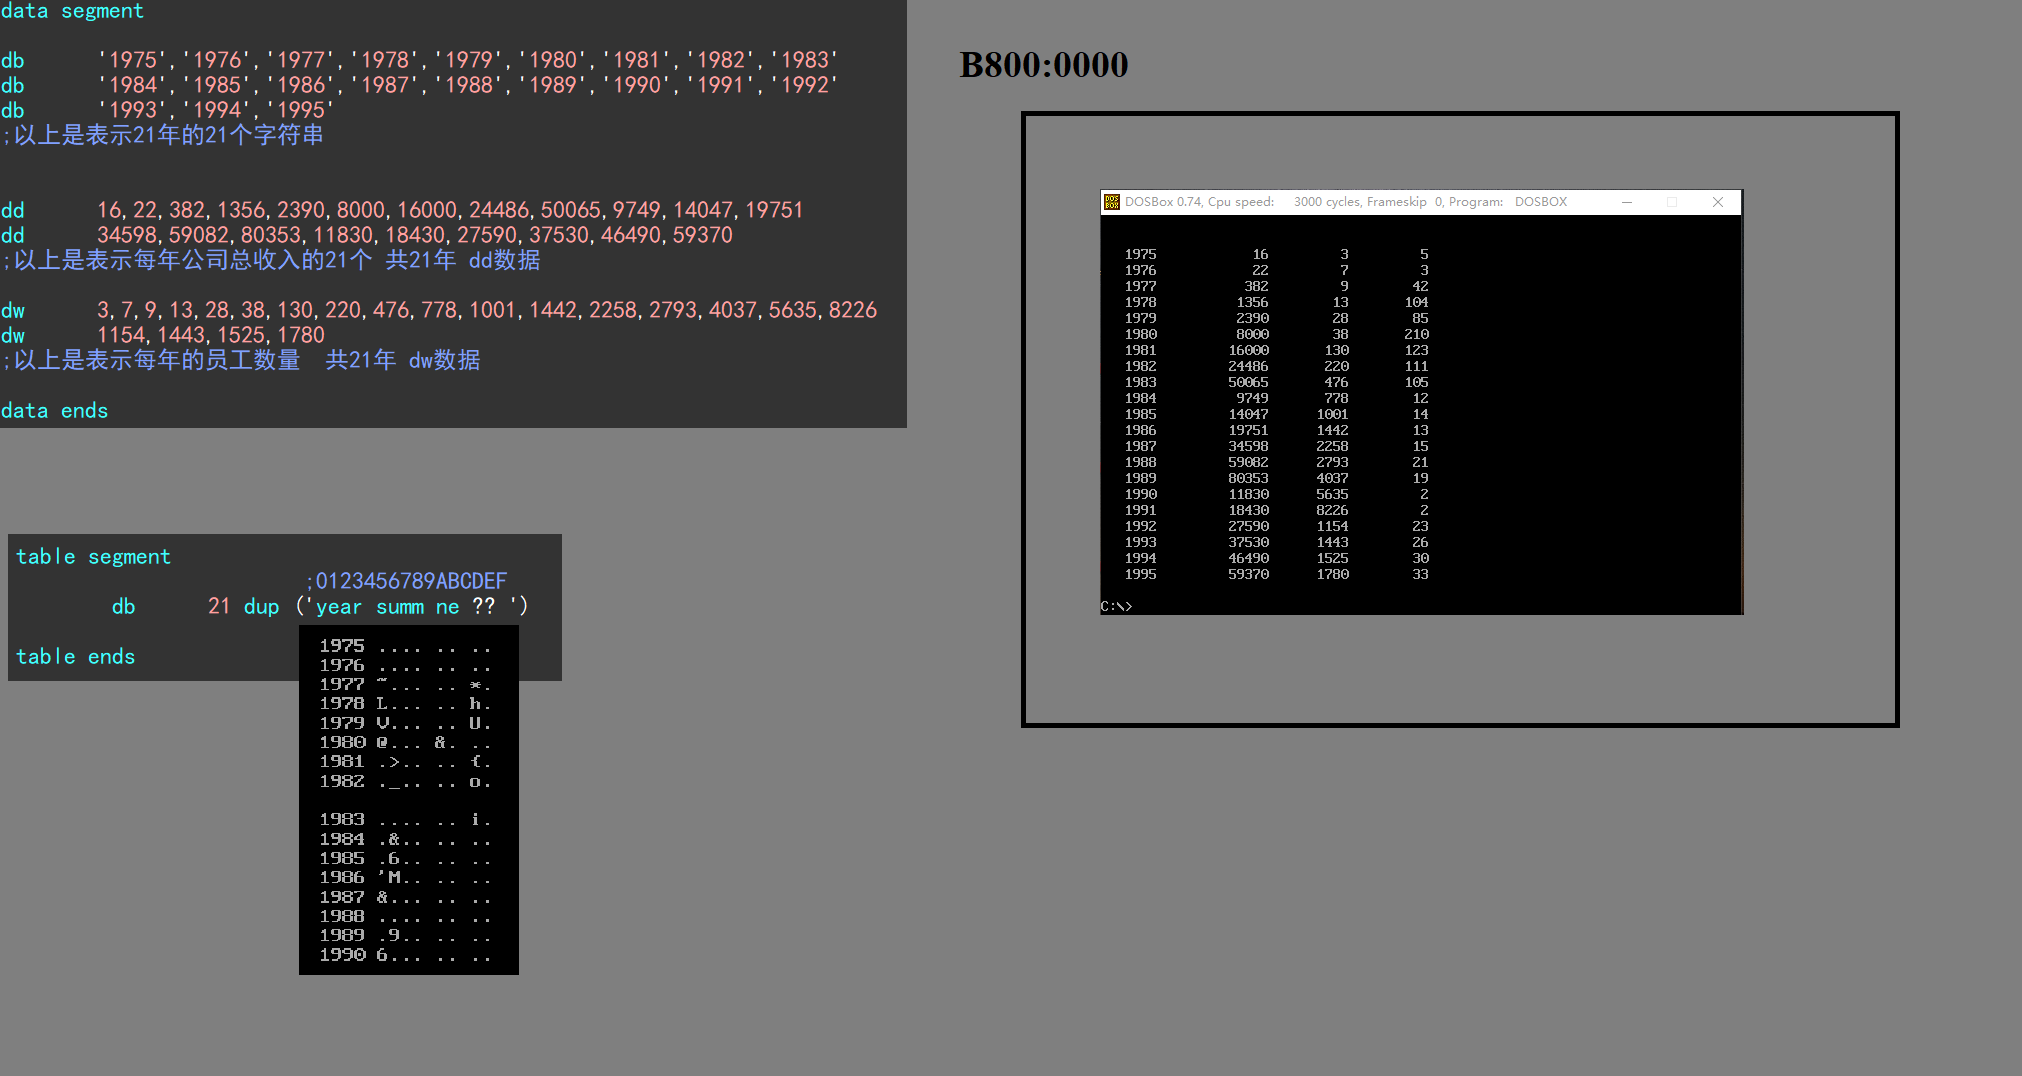 data segment
db '1975','1976','1977','1978','1979','1980','1981','1982','1983'
db '1984','1985','1986','1987','1988','1989','1990','1991','1992'
db '1993','1994','1995'
;以上是表示21年的21个字符串
dd 16,22,382,1356,2390,8000,16000,24486,50065,9749,14047,19751
dd 34598,59082,80353,11830,18430,27590,37530,46490,59370
;以上是表示每年公司总收入的21个 共21年 dd数据
dw 3,7,9,13,28,38,130,220,476,778,1001,1442,2258,2793,4037,5635,8226
dw 1154,1443,1525,1780
;以上是表示每年的员工数量 共21年 dw数据
data ends
table segment
;0123456789ABCDEF
db 21 dup ('year summ ne ?? ')
table ends
1975 .... .. ..
1976 .... .. ..
1977 ~... .. *.
1978 L... .. h.
1979 V... .. U.
1980 @... &. ..
1981 .>.. .. {.
1982 ._.. .. o.
1983 .... .. i.
1984 .&.. .. ..
1985 .6.. .. ..
1986 'M.. .. ..
1987 &... .. ..
1988 .... .. ..
1989 .9.. .. ..
1990 6... .. ..
B800:0000
DOSBox 0.74, Cpu speed: 3000 cycles, Frameskip 0, Program: DOSBOX
1975 16 3 5
1976 22 7 3
1977 382 9 42
1978 1356 13 104
1979 2390 28 85
1980 8000 38 210
1981 16000 130 123
1982 24486 220 111
1983 50065 476 105
1984 9749 778 12
1985 14047 1001 14
1986 19751 1442 13
1987 34598 2258 15
1988 59082 2793 21
1989 80353 4037 19
1990 11830 5635 2
1991 18430 8226 2
1992 27590 1154 23
1993 37530 1443 26
1994 46490 1525 30
1995 59370 1780 33
C:\>